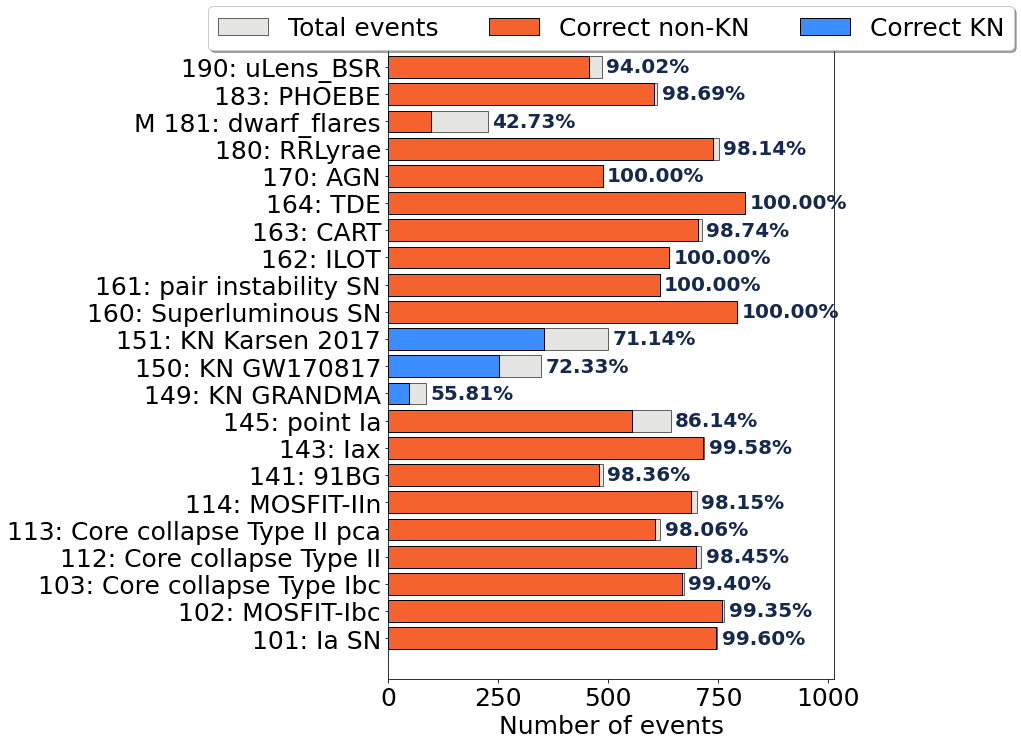 Total events Correct non-KN Correct KN
190: uLens_BSR 94.02%
183: PHOEBE 98.69%
M 181: dwarf_flares 42.73%
180: RRLyrae 98.14%
170: AGN 100.00%
164: TDE 100.00%
163: CART 98.74%
162: ILOT 100.00%
161: pair instability SN 100.00%
160: Superluminous SN 100.00%
151: KN Karsen 2017 71.14%
150: KN GW170817 72.33%
149: KN GRANDMA 55.81%
145: point Ia 86.14%
143: Iax 99.58%
141: 91BG 98.36%
114: MOSFIT-IIn 98.15%
113: Core collapse Type II pca 98.06%
112: Core collapse Type II 98.45%
103: Core collapse Type Ibc 99.40%
102: MOSFIT-Ibc 99.35%
101: Ia SN 99.60%
0 250 500 750 1000
Number of events